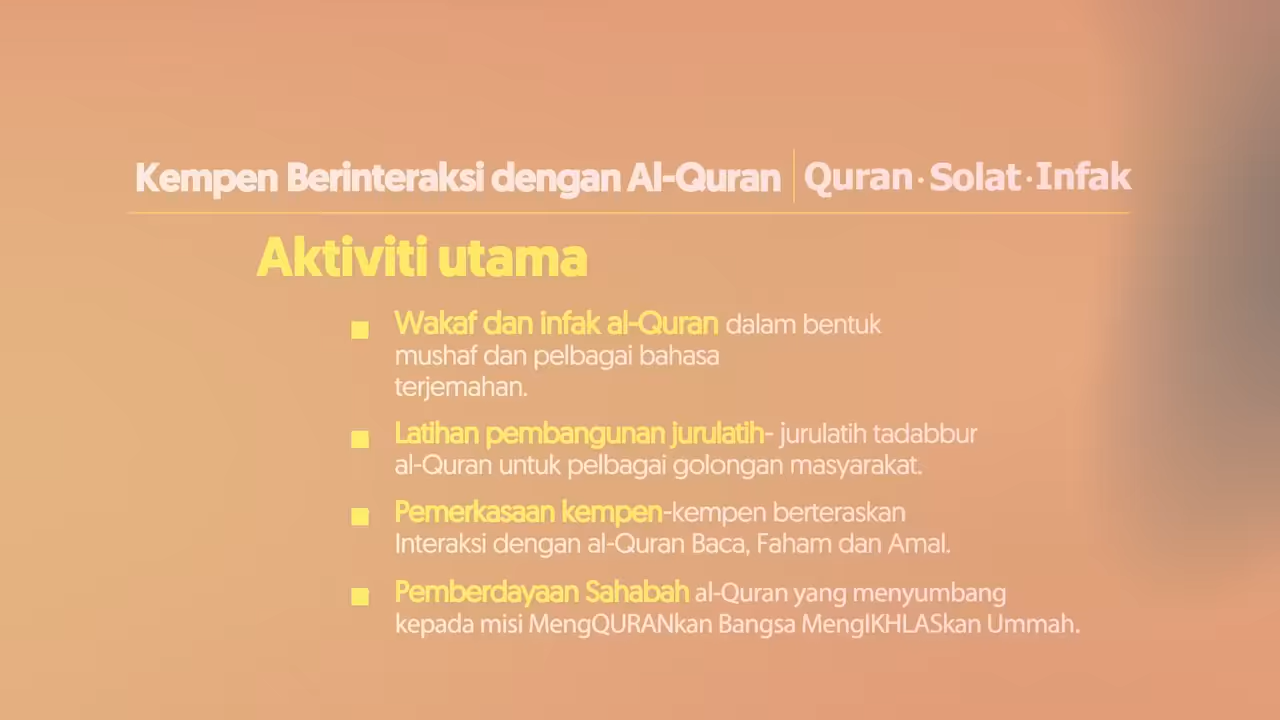 Kempen Berinteraksi dengan Al-Quran | Quran · Solat · Infak
Aktiviti utama
Wakaf dan infak al-Quran dalam bentuk
mushaf dan pelbagai bahasa
terjemahan.
Latihan pembangunan jurulatih- jurulatih tadabbur
al-Quran untuk pelbagai golongan masyarakat.
Pemerkasaan kempen-kempen berteraskan
Interaksi dengan al-Quran Baca, Faham dan Amal.
Pemberdayaan Sahabah al-Quran yang menyumbang
kepada misi MengQURANkan Bangsa MengIKHLASkan Ummah.